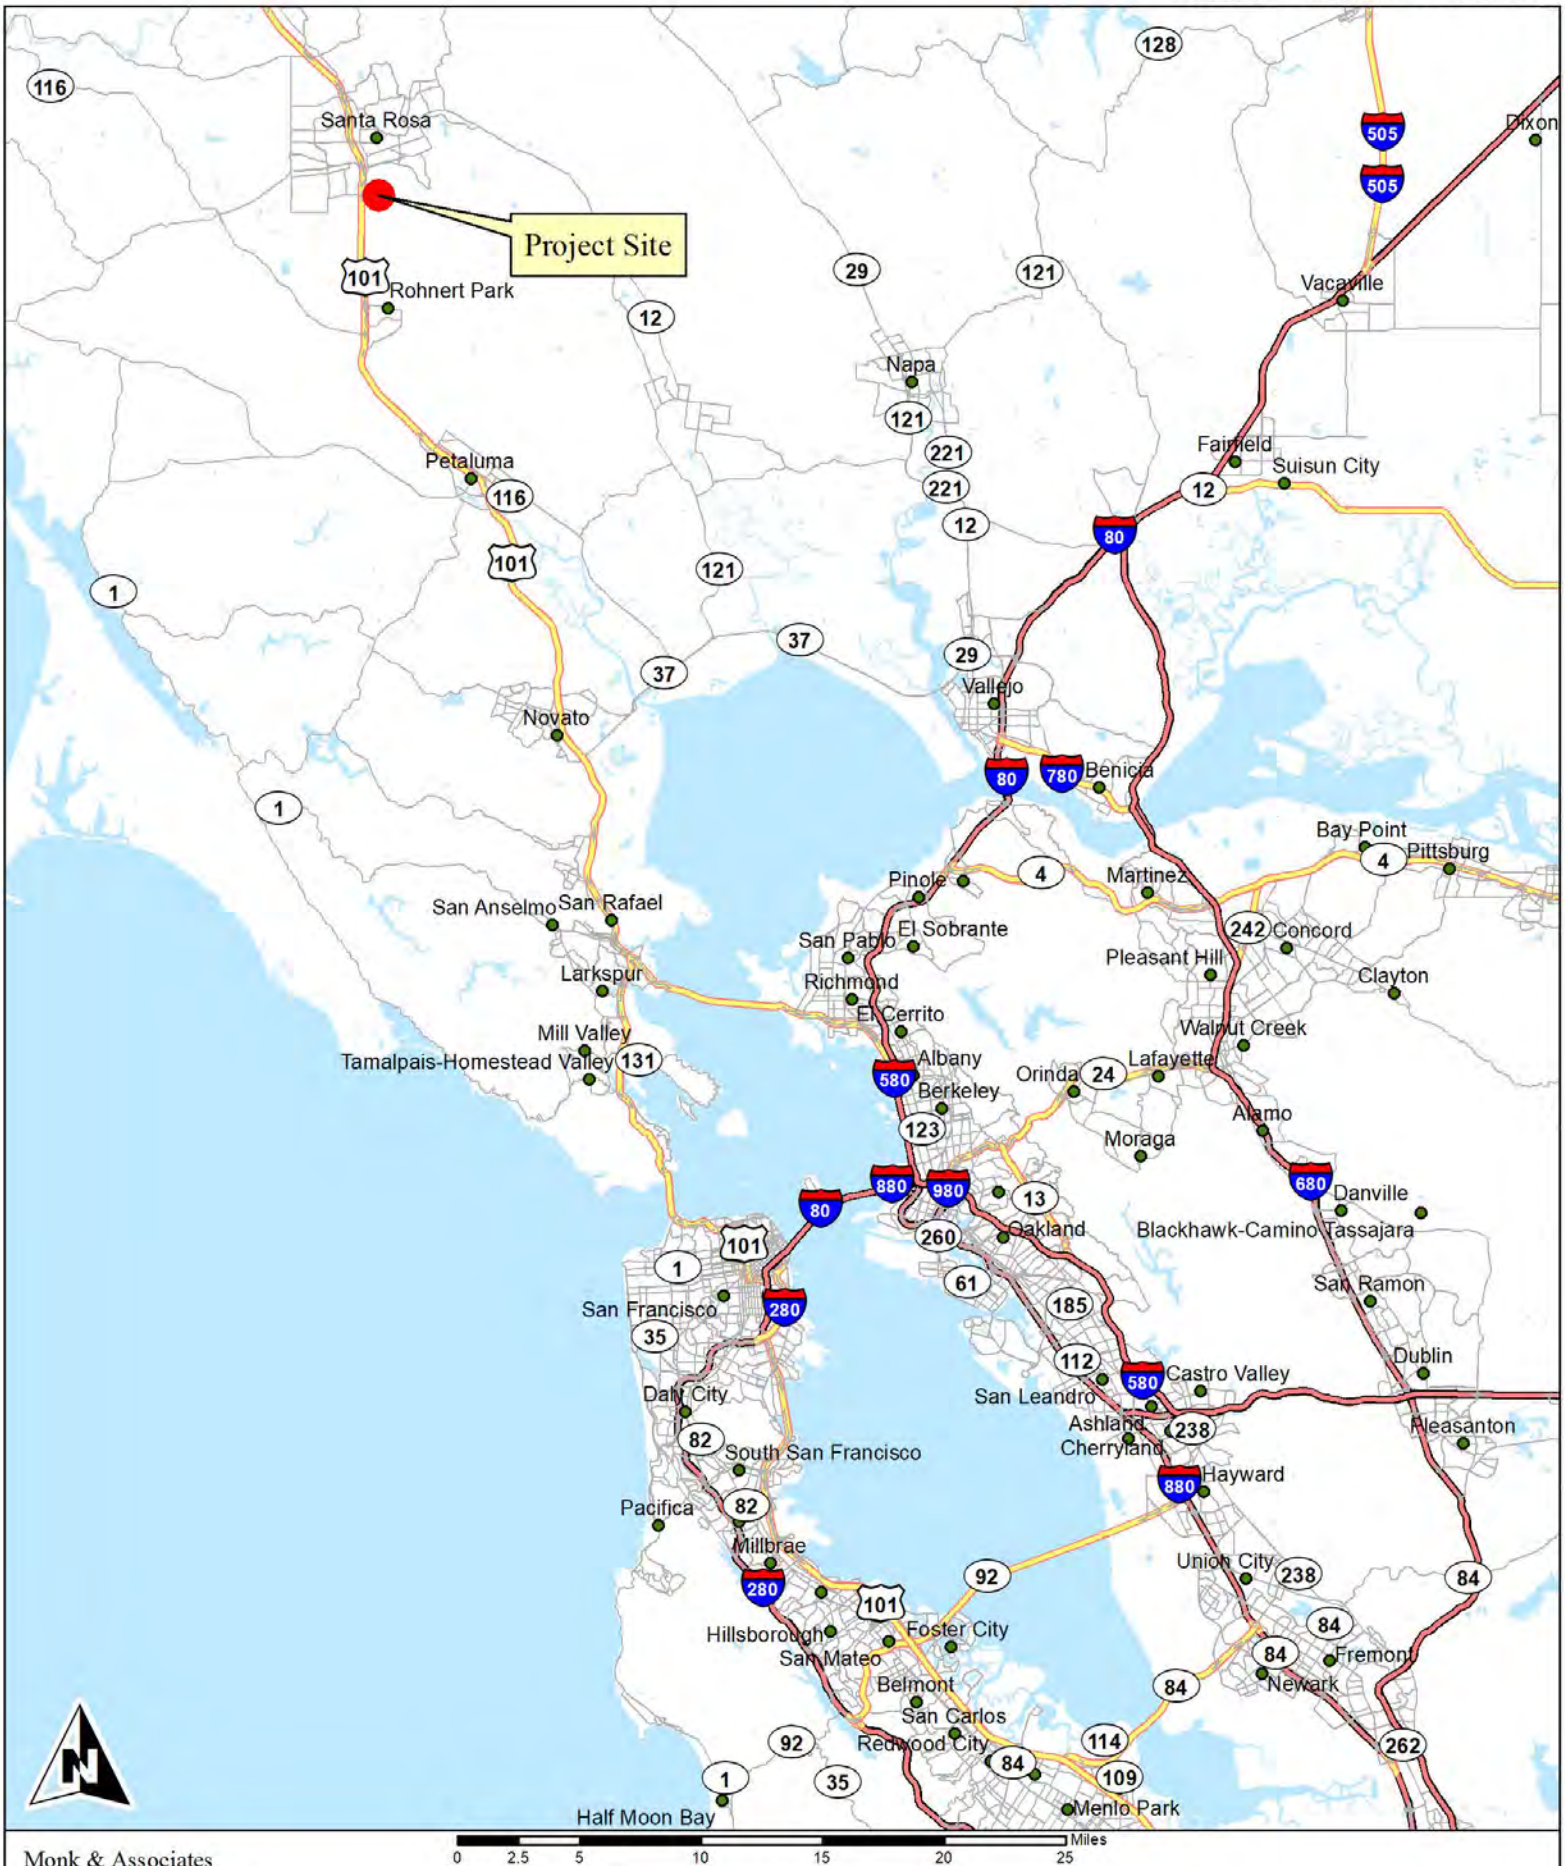 128
116
505
Dixon
Santa Rosa
505
Project Site
29
121
101
Vacaville
Rohnert Park
12
Napa
121
Fairfield
221
Petaluma
Suisun City
116
221
12
12
80
101
121
1
37
29
37
Vallejo
Novato
80
780
Benicia
1
Bay Point
4
Pittsburg
Pinole
4
Martinez
San Anselmo
San Rafael
El Sobrante
242
Concord
San Pablo
Pleasant Hill
Larkspur
Richmond
Clayton
El Cerrito
Mill Valley
Walnut Creek
Tamalpais-Homestead Valley
131
Albany
Lafayette
580
Orinda
24
Berkeley
123
Alamo
Moraga
880
980
680
13
Danville
80
Oakland
Blackhawk-Camino Tassajara
260
101
1
61
San Ramon
San Francisco
280
185
35
112
Dublin
580
Castro Valley
Daly City
San Leandro
Ashland
238
Pleasanton
82
Cherryland
South San Francisco
880
Hayward
Pacifica
82
Millbrae
Union City
238
84
92
280
101
84
Hillsborough
Foster City
San Mateo
84
Fremont
84
Newark
Belmont
San Carlos
92
Redwood City
114
262
84
109
N
1
35
Half Moon Bay
Menlo Park
Miles
0 2.5 5 10 15 20 25
Monk & Associates